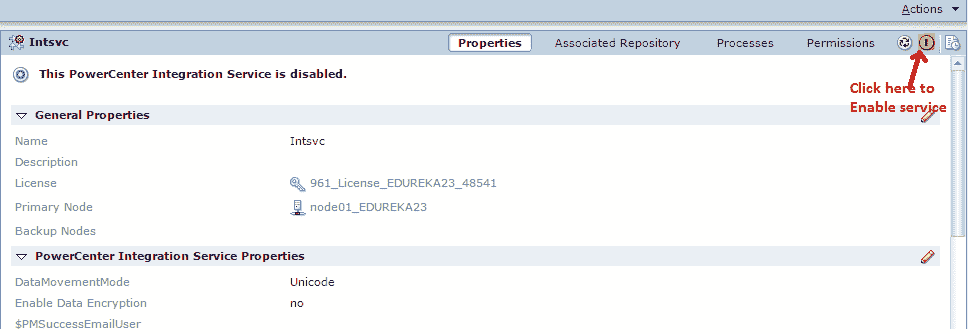 Actions
Intsvc Properties Associated Repository Processes Permissions
This PowerCenter Integration Service is disabled.
Click here to
Enable service
General Properties
Name Intsvc
Description
License 961_License_EDUREKA23_48541
Primary Node node01_EDUREKA23
Backup Nodes
PowerCenter Integration Service Properties
DataMovementMode Unicode
Enable Data Encryption no
$PMSuccessEmailUser